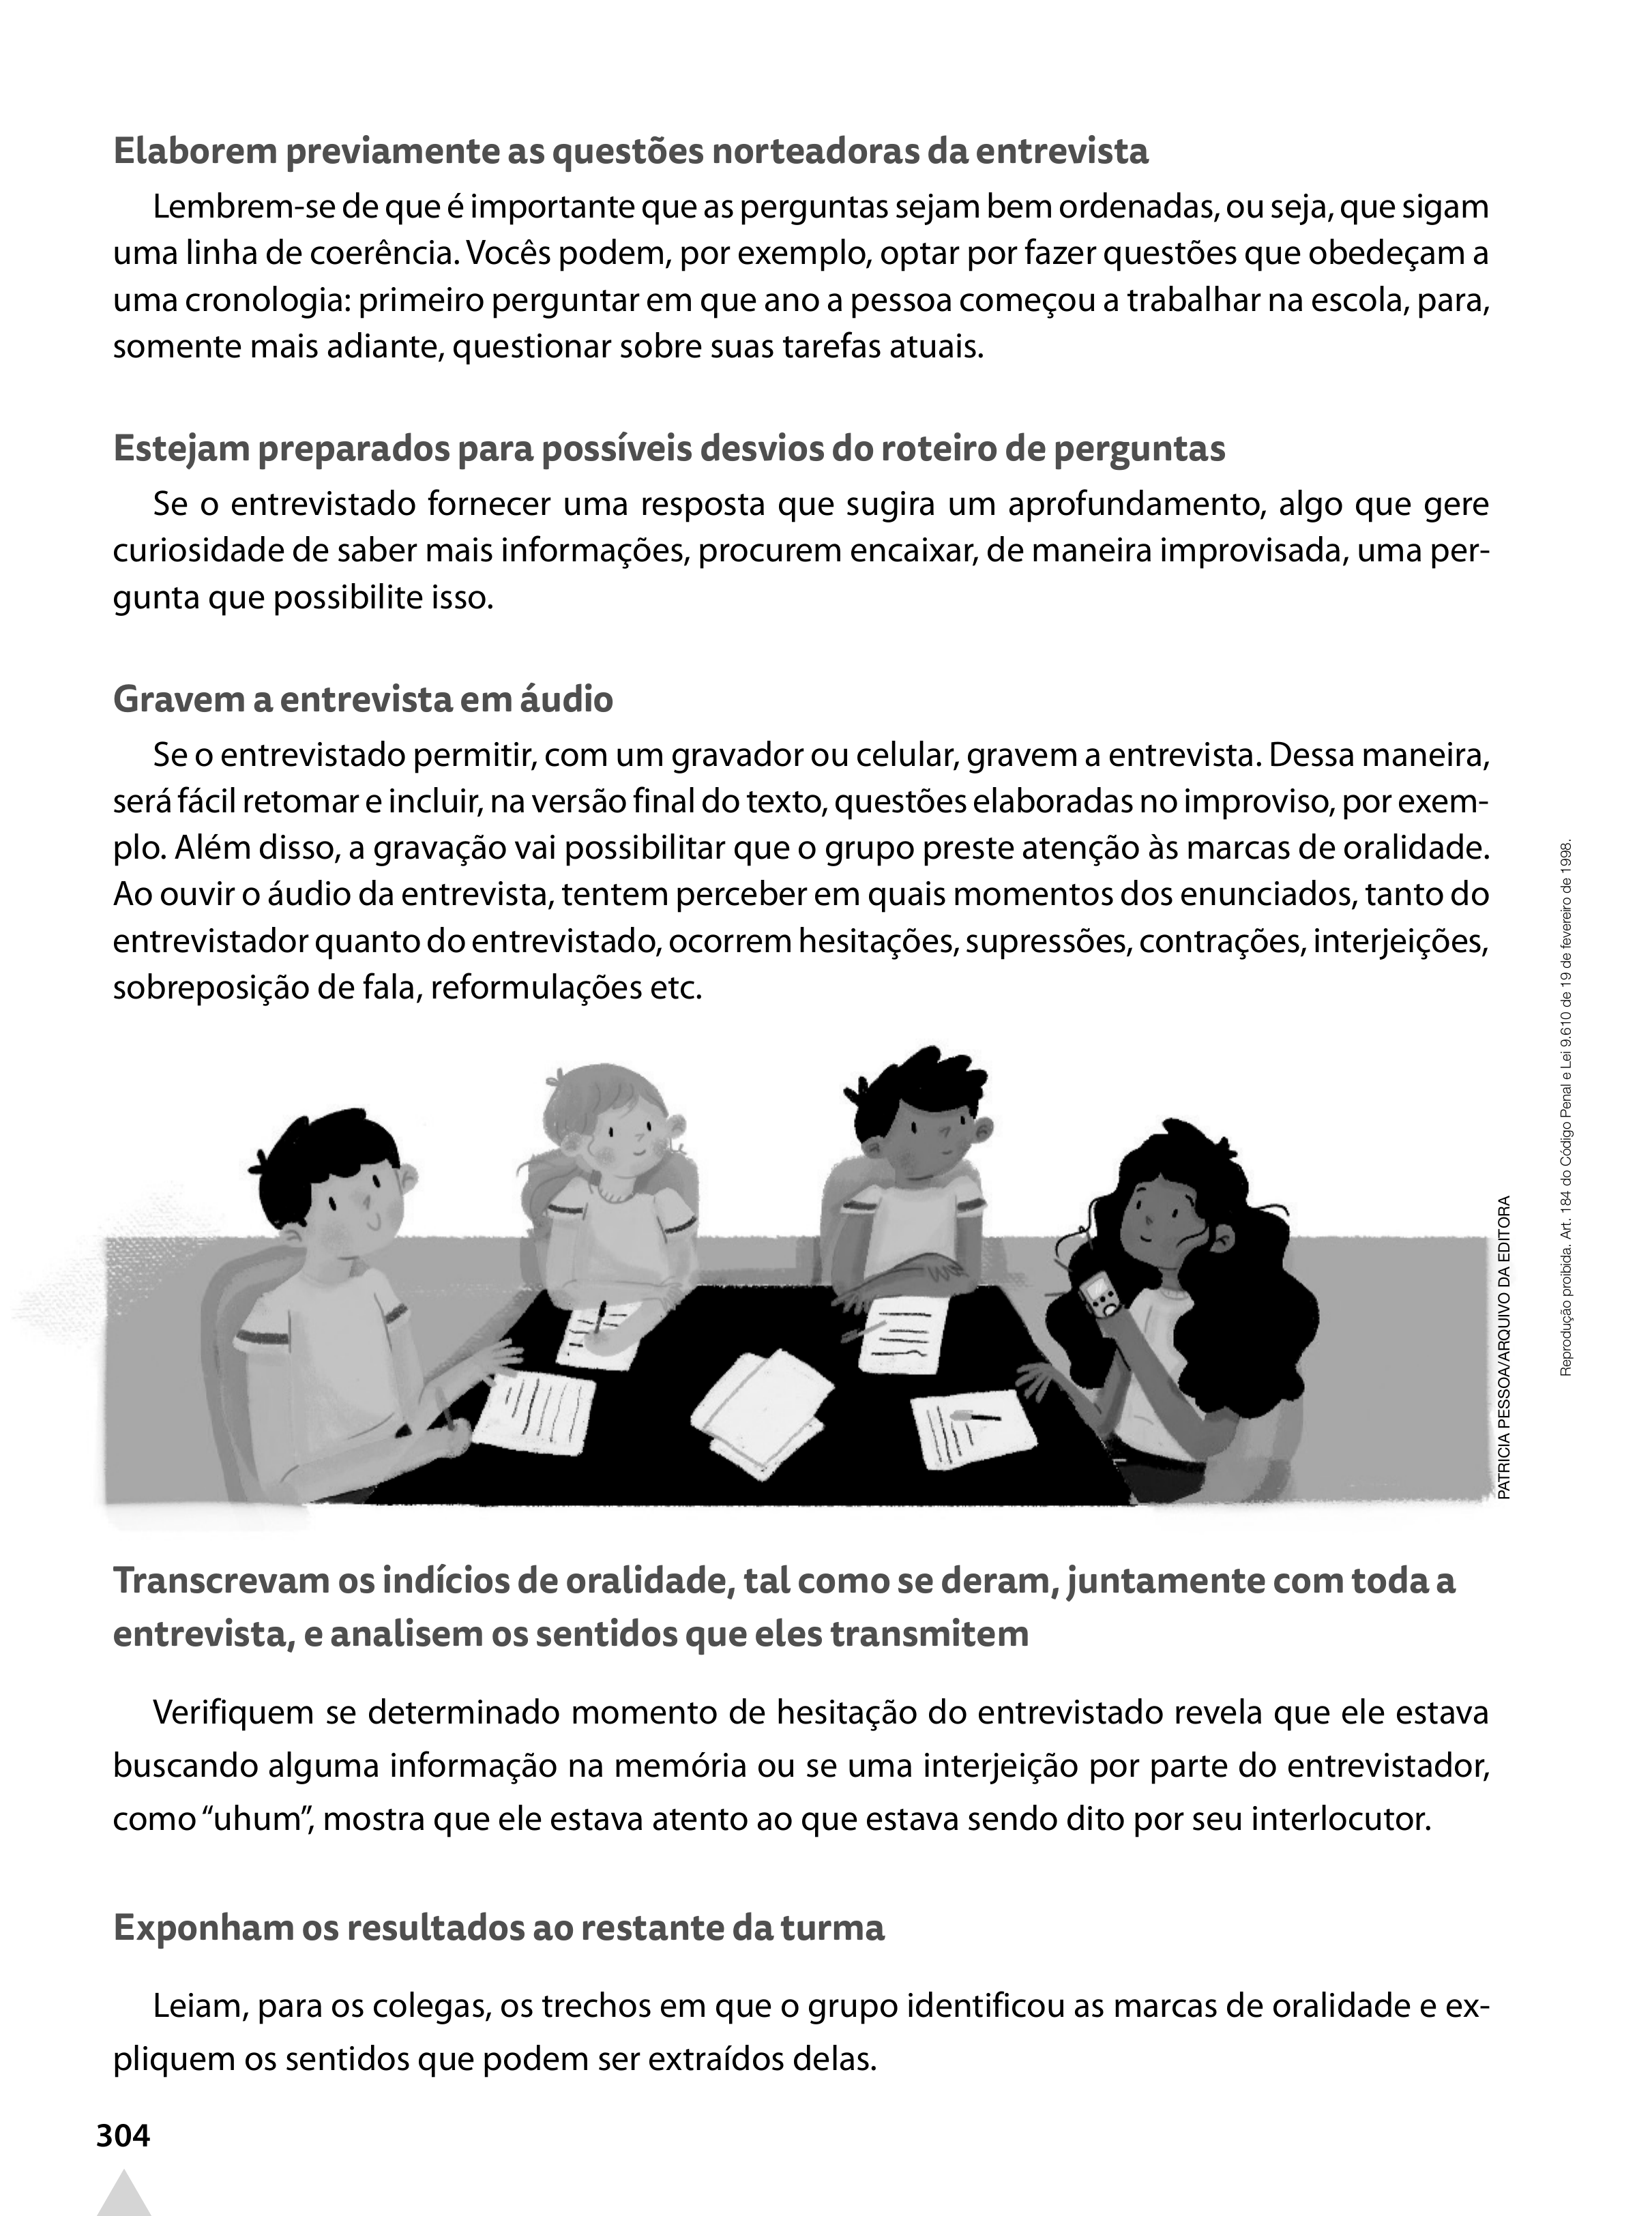 Elaborem previamente as questões norteadoras da entrevista
Lembrem-se de que é importante que as perguntas sejam bem ordenadas, ou seja, que sigam
uma linha de coerência. Vocês podem, por exemplo, optar por fazer questões que obedeçam a
uma cronologia: primeiro perguntar em que ano a pessoa começou a trabalhar na escola, para,
somente mais adiante, questionar sobre suas tarefas atuais.
Estejam preparados para possíveis desvios do roteiro de perguntas
Se o entrevistado fornecer uma resposta que sugira um aprofundamento, algo que gere
curiosidade de saber mais informações, procurem encaixar, de maneira improvisada, uma per-
gunta que possibilite isso.
Gravem a entrevista em áudio
Se o entrevistado permitir, com um gravador ou celular, gravem a entrevista. Dessa maneira,
será fácil retomar e incluir, na versão final do texto, questões elaboradas no improviso, por exem-
plo. Além disso, a gravação vai possibilitar que o grupo preste atenção às marcas de oralidade.
Ao ouvir o áudio da entrevista, tentem perceber em quais momentos dos enunciados, tanto do
entrevistador quanto do entrevistado, ocorrem hesitações, supressões, contrações, interjeições,
sobreposição de fala, reformulações etc.
PATRICIA PESSOA/ARQUIVO DA EDITORA
Reprodução proibida. Art. 184 do Código Penal e Lei 9.610 de 19 de fevereiro de 1998.
Transcrevam os indícios de oralidade, tal como se deram, juntamente com toda a
entrevista, e analisem os sentidos que eles transmitem
Verifiquem se determinado momento de hesitação do entrevistado revela que ele estava
buscando alguma informação na memória ou se uma interjeição por parte do entrevistador,
como “uhum”, mostra que ele estava atento ao que estava sendo dito por seu interlocutor.
Exponham os resultados ao restante da turma
Leiam, para os colegas, os trechos em que o grupo identificou as marcas de oralidade e ex-
pliquem os sentidos que podem ser extraídos delas.
304